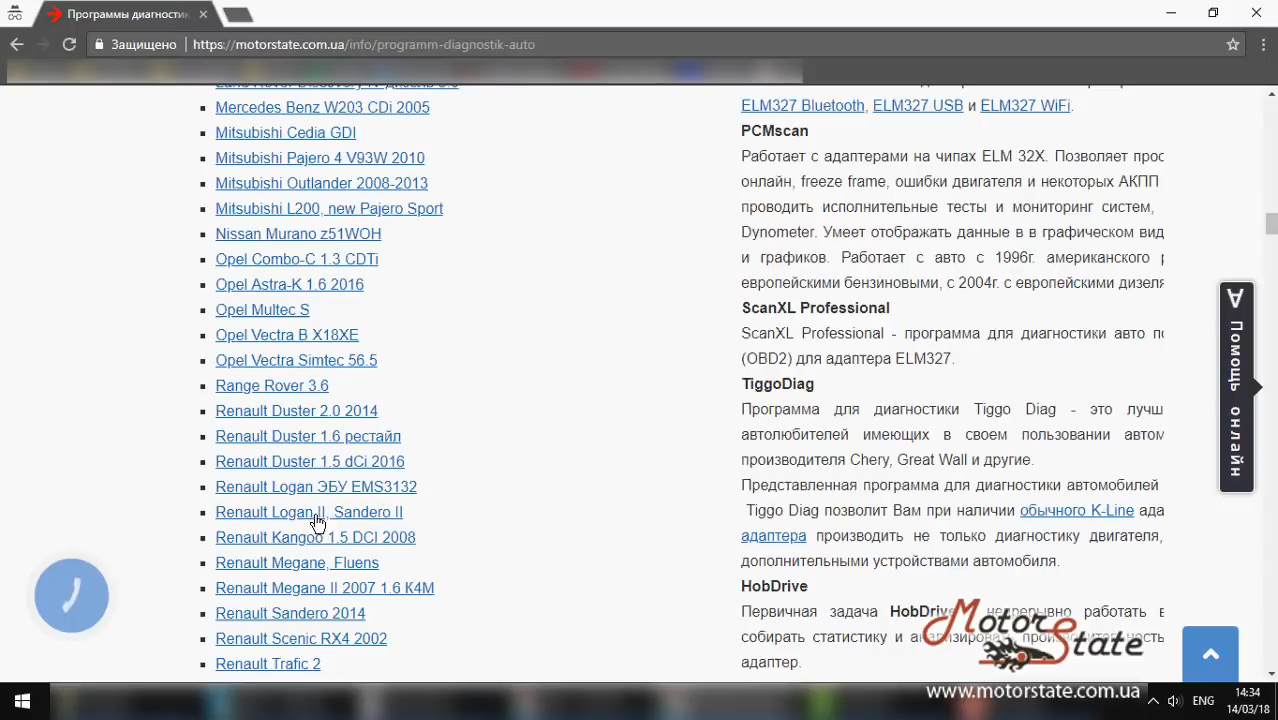 Программы диагности
Защищено
https://motorstate.com.ua/info/programm-diagnostik-auto
Mercedes Benz W203 CDi 2005
Mitsubishi Cedia GDI
Mitsubishi Pajero 4 V93W 2010
Mitsubishi Outlander 2008-2013
Mitsubishi L200, new Pajero Sport
Nissan Murano z51WOH
Opel Combo-C 1.3 CDTi
Opel Astra-K 1.6 2016
Opel Multec S
Opel Vectra B X18XE
Opel Vectra Simtec 56.5
Range Rover 3.6
Renault Duster 2.0 2014
Renault Duster 1.6 рестайл
Renault Duster 1.5 dCi 2016
Renault Logan ЭБУ EMS3132
Renault Logan II, Sandero II
Renault Kangoo 1.5 DCI 2008
Renault Megane, Fluens
Renault Megane II 2007 1.6 К4М
Renault Sandero 2014
Renault Scenic RX4 2002
Renault Trafic 2
ELM327 Bluetooth, ELM327 USB и ELM327 WiFi.
PCMscan
Работает с адаптерами на чипах ELM 32X. Позволяет прос
онлайн, freeze frame, ошибки двигателя и некоторых АКПП
проводить исполнительные тесты и мониторинг систем,
Dynometer. Умеет отображать данные в в графическом вид
и графиков. Работает с авто с 1996г. американского
европейскими бензиновыми, с 2004г. с европейскими дизеля
ScanXL Professional
ScanXL Professional - программа для диагностики авто по
(OBD2) для адаптера ELM327.
TiggoDiag
Программа для диагностики Tiggo Diag - это лучш
автолюбителей имеющих в своем пользовании автом
производителя Chery, Great Wall и другие.
Представленная программа для диагностики автомобилей
Tiggo Diag позволит Вам при наличии обычного K-Line ада
адаптера производить не только диагностику двигателя,
дополнительными устройствами автомобиля.
HobDrive
Первичная задача HobDrive непрерывно работать в
собирать статистику и анализировать производительность
адаптер.
Помощь онлайн
Motor State
www.motorstate.com.ua
ENG
14:34
14/03/18